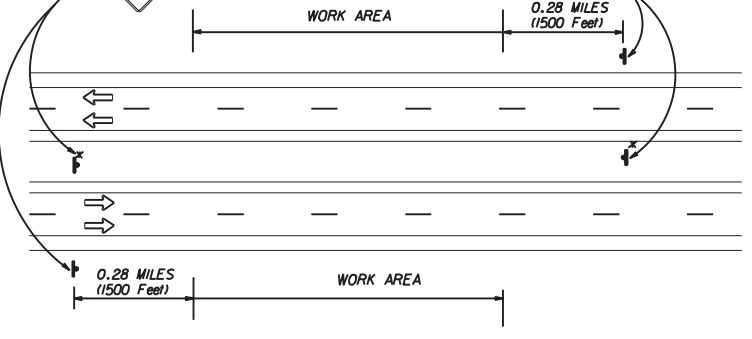 WORK AREA
0.28 MILES
(1500 Feet)
x
x
0.28 MILES
(1500 Feet)
WORK AREA